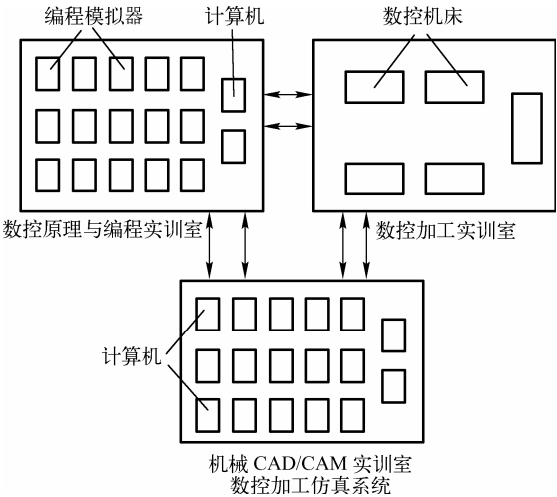 编程模拟器
计算机
数控机床
数控原理与编程实训室
数控加工实训室
计算机
机械 CAD/CAM 实训室
数控加工仿真系统